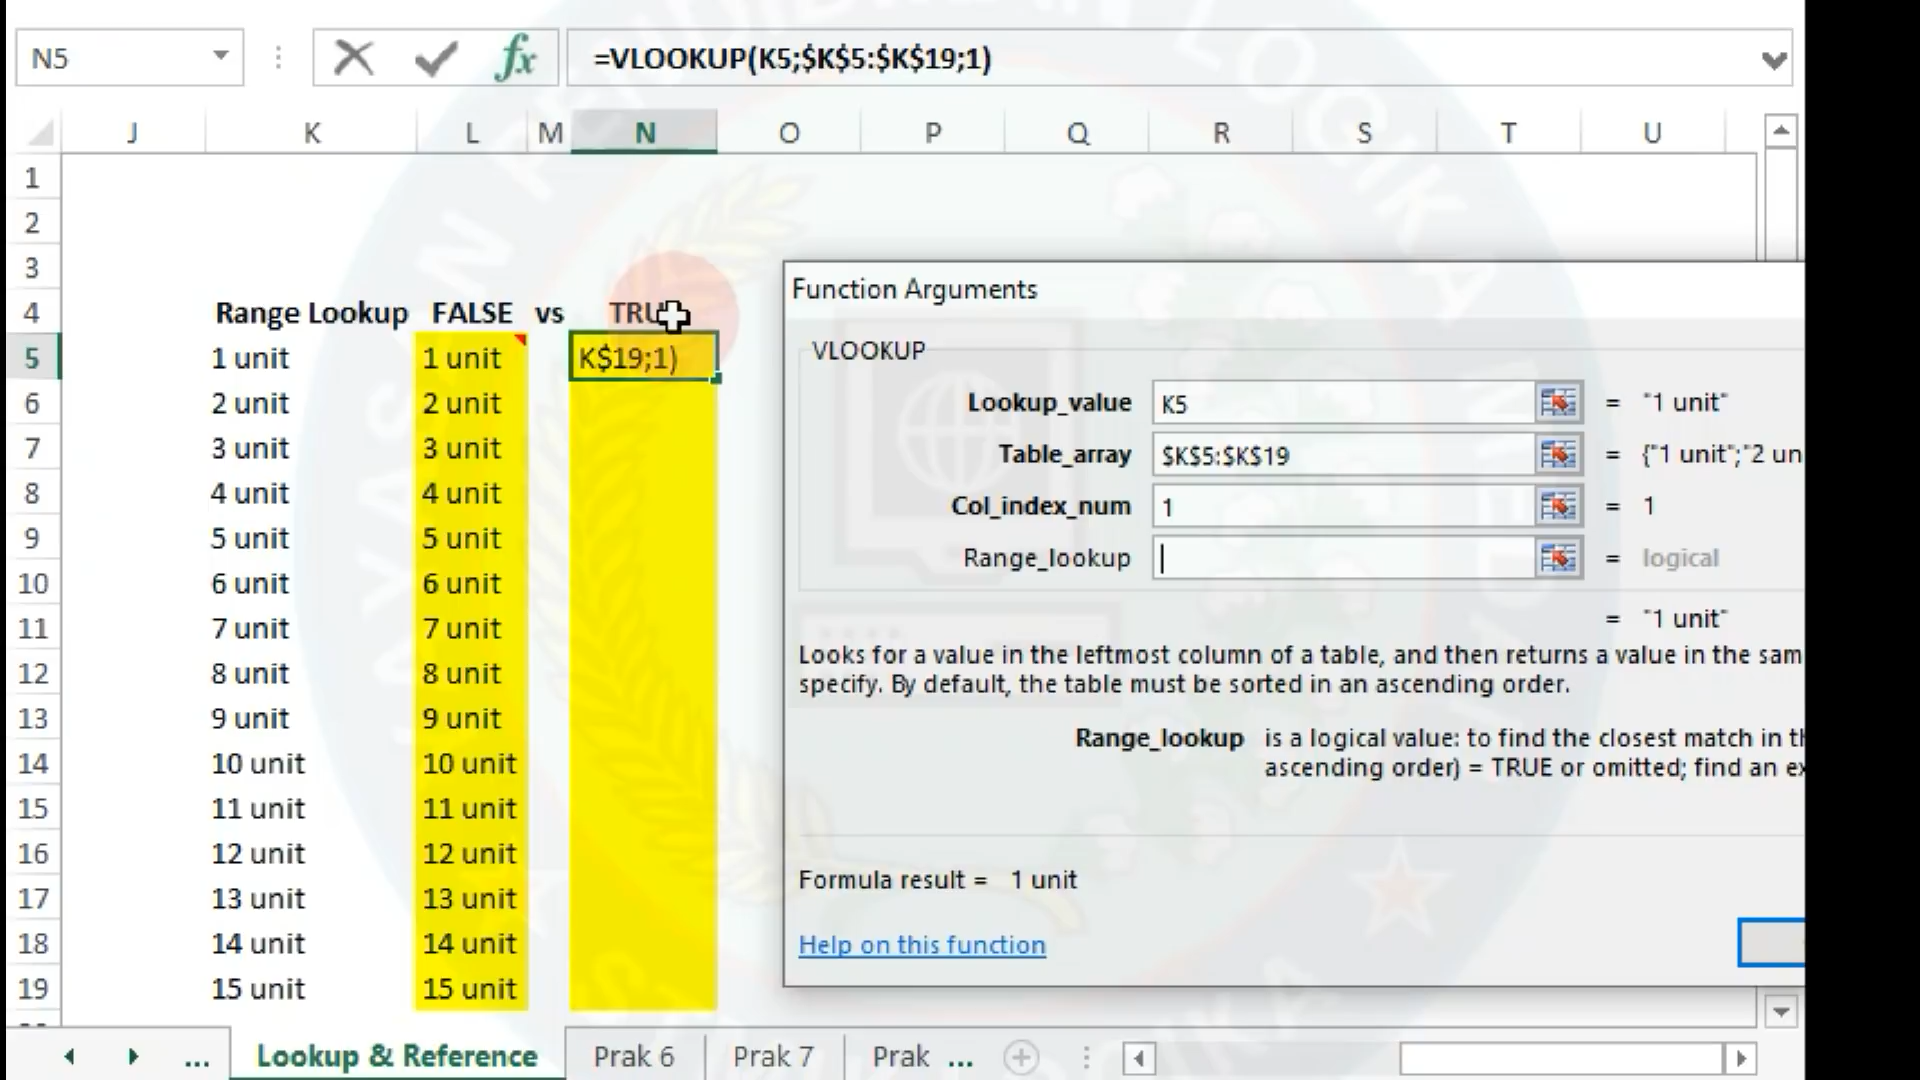 N5
fx
=VLOOKUP(K5;$K$5:$K$19;1)
J K L M N O P Q R S T U
1
2
3
4 Range Lookup FALSE vs TRU
5 1 unit 1 unit K$19;1)
6 2 unit 2 unit
7 3 unit 3 unit
8 4 unit 4 unit
9 5 unit 5 unit
10 6 unit 6 unit
11 7 unit 7 unit
12 8 unit 8 unit
13 9 unit 9 unit
14 10 unit 10 unit
15 11 unit 11 unit
16 12 unit 12 unit
17 13 unit 13 unit
18 14 unit 14 unit
19 15 unit 15 unit
Function Arguments
VLOOKUP
Lookup_value K5 = "1 unit"
Table_array $K$5:$K$19 = {"1 unit";"2 un
Col_index_num 1 = 1
Range_lookup = logical
= "1 unit"
Looks for a value in the leftmost column of a table, and then returns a value in the sam
specify. By default, the table must be sorted in an ascending order.
Range_lookup is a logical value: to find the closest match in th
ascending order) = TRUE or omitted; find an ex
Formula result = 1 unit
Help on this function
... Lookup & Reference Prak 6 Prak 7 Prak ...